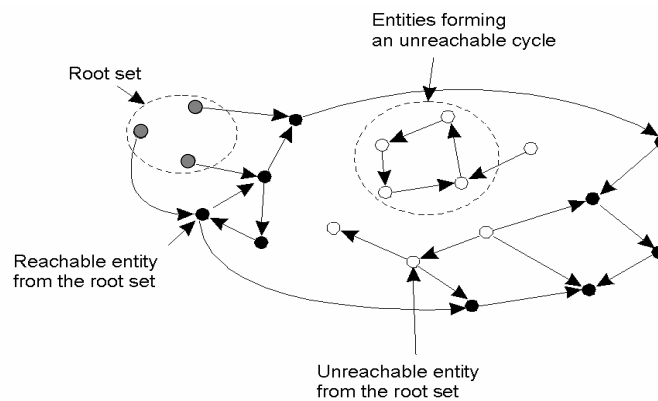 Entities forming
an unreachable cycle
Root set
Reachable entity
from the root set
Unreachable entity
from the root set